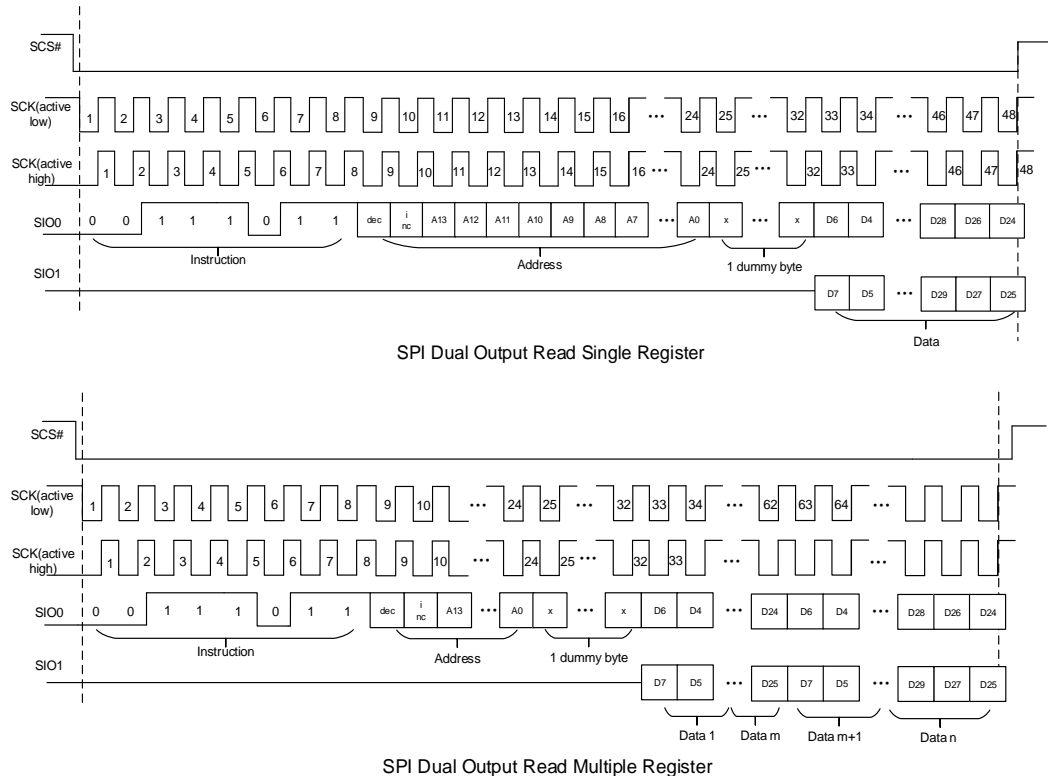 SCS#
SCK(active low) 1 2 3 4 5 6 7 8 9 10 11 12 13 14 15 16 ••• 24 25 ••• 32 33 34 ••• 46 47 48
SCK(active high) 1 2 3 4 5 6 7 8 9 10 11 12 13 14 15 16 ••• 24 25 ••• 32 33 ••• 46 47 48
SIO0 0 0 1 1 1 0 1 1 dec i nc A13 A12 A11 A10 A9 A8 A7 ••• A0 x ••• x D6 D4 ••• D28 D26 D24
Instruction Address 1 dummy byte
SIO1 D7 D5 ••• D29 D27 D25
Data
SPI Dual Output Read Single Register
SCS#
SCK(active low) 1 2 3 4 5 6 7 8 9 10 ••• 24 25 ••• 32 33 34 ••• 62 63 64 •••
SCK(active high) 1 2 3 4 5 6 7 8 9 10 ••• 24 25 ••• 32 33 ••• •••
SIO0 0 0 1 1 1 0 1 1 dec i nc A13 ••• A0 x ••• x D6 D4 ••• D24 D6 D4 ••• D28 D26 D24
Instruction Address 1 dummy byte
SIO1 D7 D5 ••• D25 D7 D5 ••• D29 D27 D25
Data 1 Data m Data m+1 Data n
SPI Dual Output Read Multiple Register